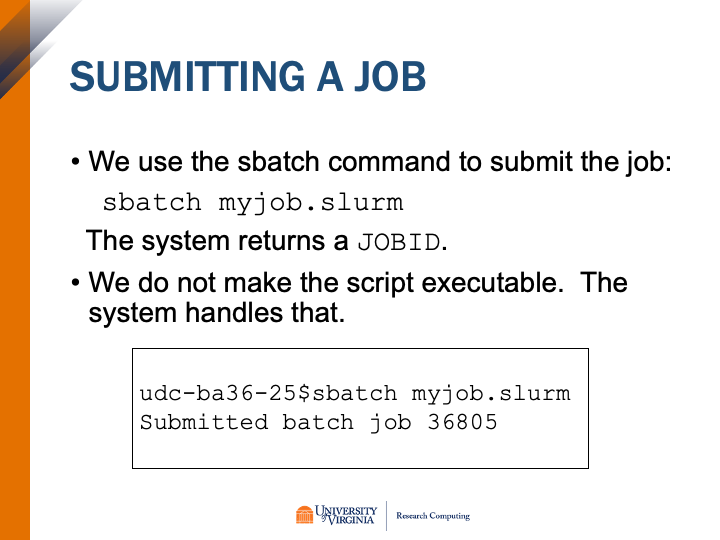 SUBMITTING A JOB
• We use the sbatch command to submit the job:
sbatch myjob.slurm
The system returns a JOBID.
• We do not make the script executable.  The
system handles that.
udc-ba36-25$sbatch myjob.slurm
Submitted batch job 36805
UNIVERSITY
of VIRGINIA
Research Computing